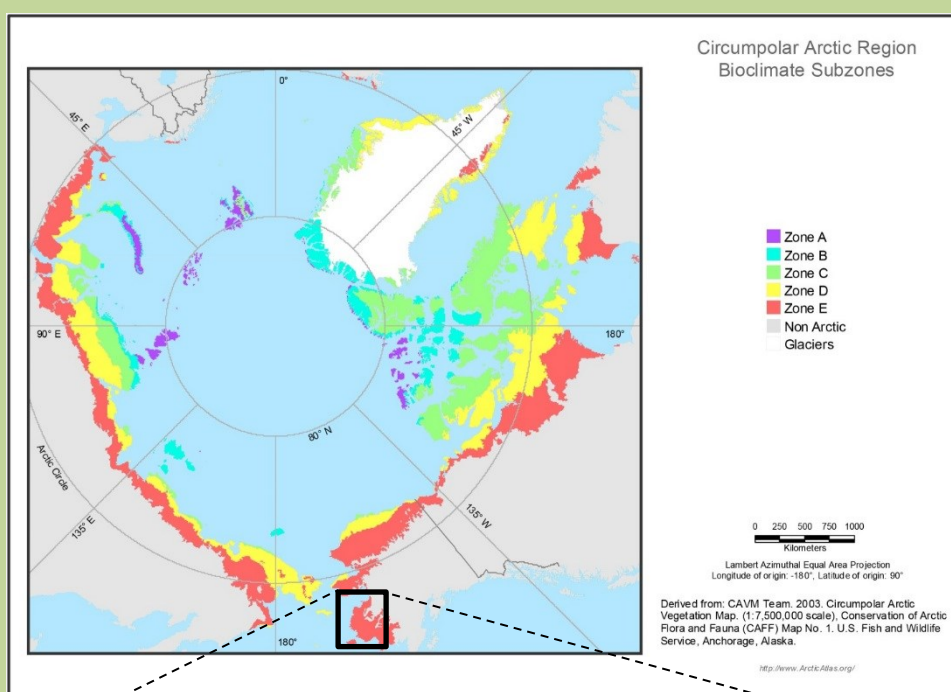 Circumpolar Arctic Region
Bioclimate Subzones
0°
45° E
45° W
Zone A
Zone B
Zone C
Zone D
Zone E
Non Arctic
Glaciers
90° E
180°
80° N
Arctic Circle
135° E
135° W
180°
0 250 500 750 1000
Kilometers
Lambert Azimuthal Equal Area Projection
Longitude of origin: -180°, Latitude of origin: 90°
Derived from: CAVM Team. 2003. Circumpolar Arctic
Vegetation Map. (1:7,500,000 scale), Conservation of Arctic
Flora and Fauna (CAFF) Map No. 1. U.S. Fish and Wildlife
Service, Anchorage, Alaska.
http://www.ArcticAtlas.org/